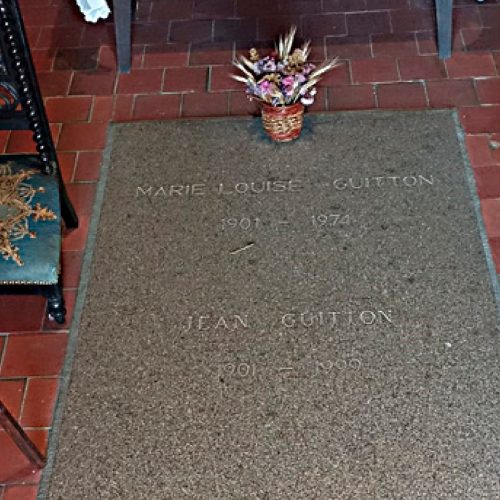 MARIE LOUISE GUITTON
1901 - 1974
JEAN GUITTON
1901 - 1999